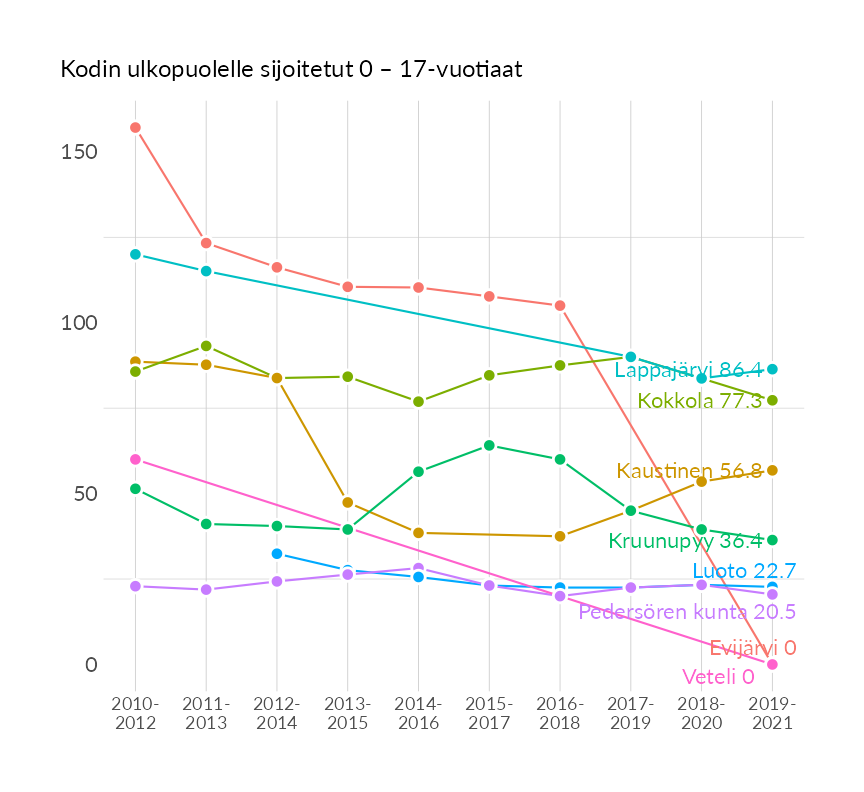 Kodin ulkopuolelle sijoitetut 0 – 17-vuotiaat
150
100
50
0
Lappajärvi 86.4
Kokkola 77.3
Kaustinen 56.8
Kruunupyy 36.4
Luoto 22.7
Pedersören kunta 20.5
Evijärvi 0
Veteli 0
2010- 2011- 2012- 2013- 2014- 2015- 2016- 2017- 2018- 2019-
2012 2013 2014 2015 2016 2017 2018 2019 2020 2021